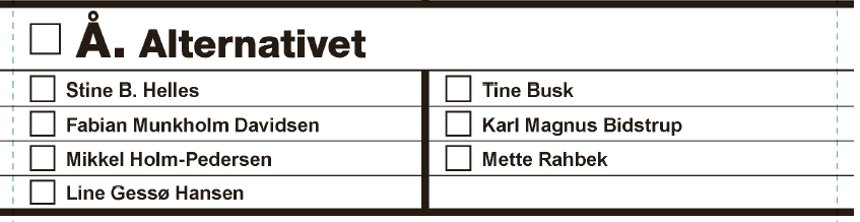 Å. Alternativet
Stine B. Helles
Fabian Munkholm Davidsen
Mikkel Holm-Pedersen
Line Gessø Hansen
Tine Busk
Karl Magnus Bidstrup
Mette Rahbek